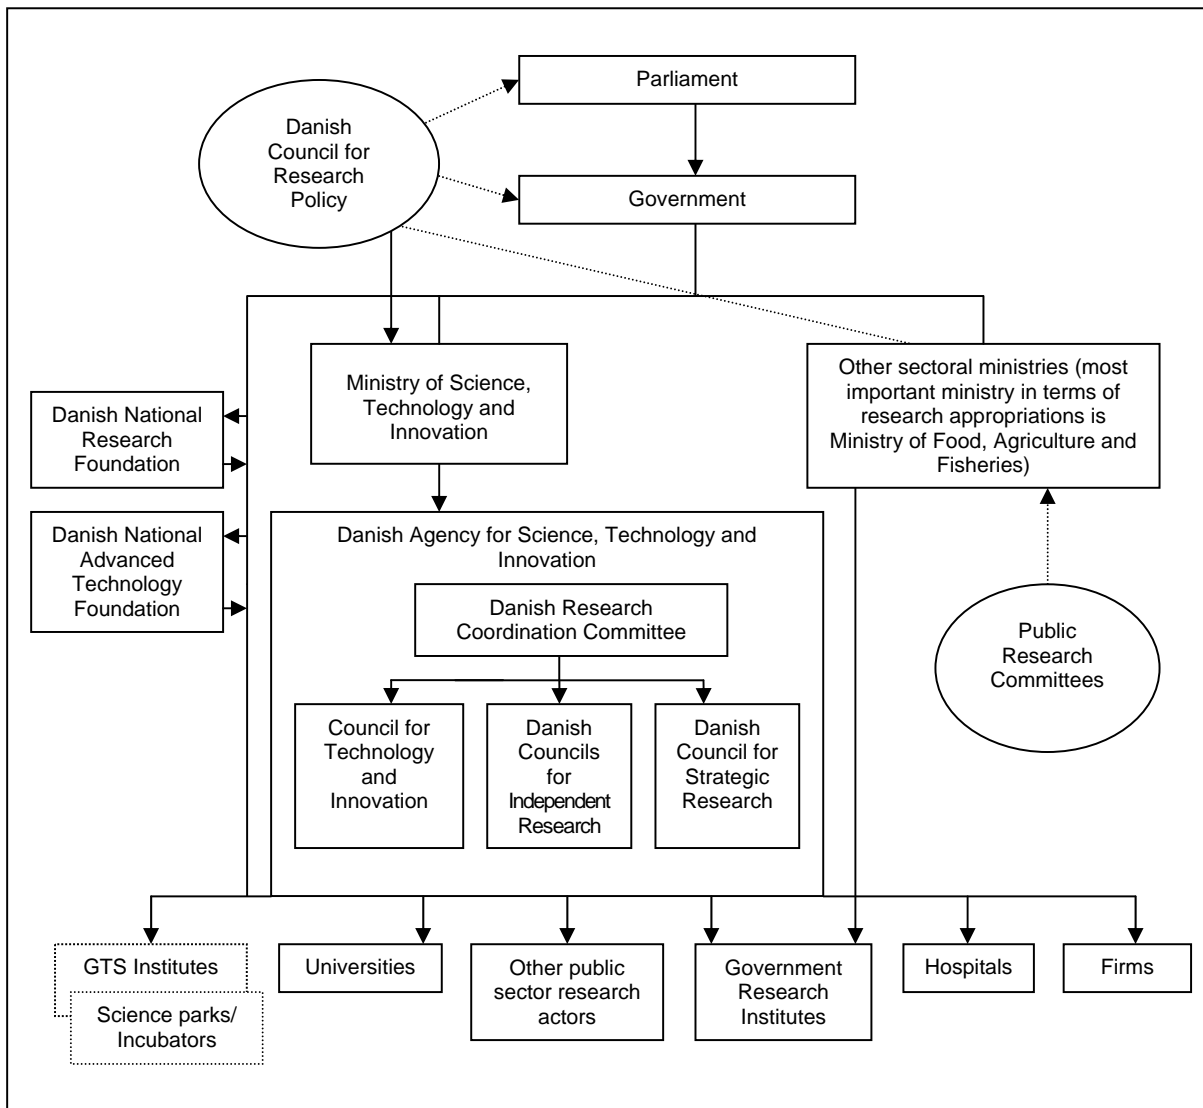 Parliament
Danish
Council for
Research
Policy
Government
Ministry of Science,
Technology and
Innovation
Other sectoral ministries (most
important ministry in terms of
research appropriations is
Ministry of Food, Agriculture and
Fisheries)
Danish National
Research
Foundation
Danish National
Advanced
Technology
Foundation
Danish Agency for Science, Technology and
Innovation
Danish Research
Coordination Committee
Public
Research
Committees
Council for
Technology
and
Innovation
Danish
Councils
for
Independent
Research
Danish
Council for
Strategic
Research
GTS Institutes
Science parks/
Incubators
Universities
Other public
sector research
actors
Government
Research
Institutes
Hospitals
Firms